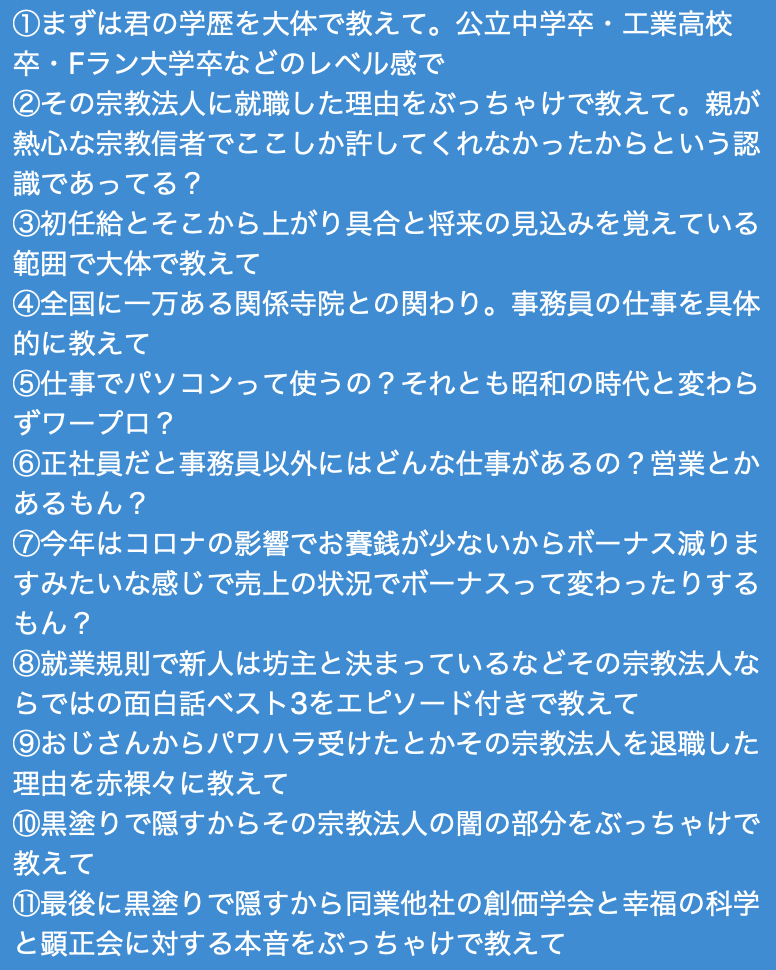 ①まずは君の学歴を大体で教えて。公立中学卒・工業高校
卒・Fラン大学卒などのレベル感で
②その宗教法人に就職した理由をぶっちゃけで教えて。親が
熱心な宗教信者でここしか許してくれなかったからという認
識であってる？
③初任給とそこから上がり具合と将来の見込みを覚えている
範囲で大体で教えて
④全国に一万ある関係寺院との関わり。事務員の仕事を具体
的に教えて
⑤仕事でパソコンって使うの？それとも昭和の時代と変わら
ずワープロ？
⑥正社員だと事務員以外にはどんな仕事があるの？営業とか
あるもん？
⑦今年はコロナの影響でお賽銭が少ないからボーナス減りま
すみたいな感じで売上の状況でボーナスって変わったりする
もん？
⑧就業規則で新人は坊主と決まっているなどその宗教法人な
らではの面白話ベスト3をエピソード付きで教えて
⑨おじさんからパワハラ受けたとかその宗教法人を退職した
理由を赤裸々に教えて
⑩黒塗りで隠すからその宗教法人の闇の部分をぶっちゃけで
教えて
⑪最後に黒塗りで隠すから同業他社の創価学会と幸福の科学
と顕正会に対する本音をぶっちゃけで教えて